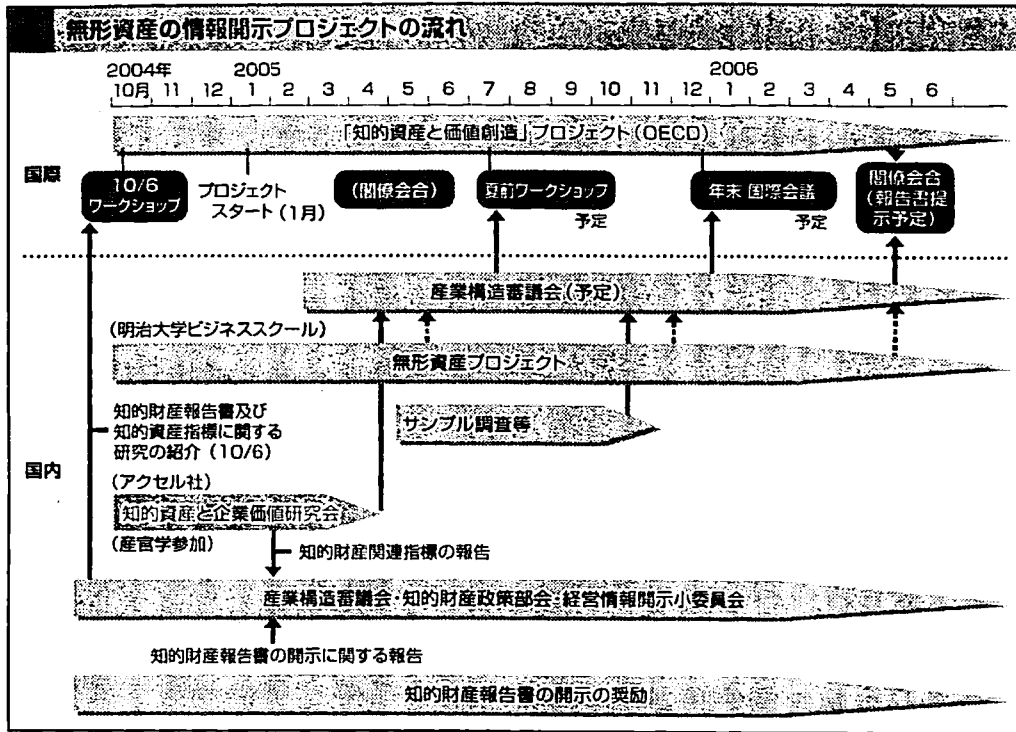 無形資産の情報開示プロジェクトの流れ
2004年 2005 2006
10月 11 12 1 2 3 4 5 6 7 8 9 10 11 12 1 2 3 4 5 6
「知的資産と価値創造」プロジェクト(OECD)
国際
10/6
ワークショップ
プロジェクト
スタート(1月)
(閣僚会合)
夏前ワークショップ
予定
年末 国際会議
予定
閣僚会合
(報告書提
示予定)
産業構造審議会(予定)
(明治大学ビジネススクール)
無形資産プロジェクト
知的財産報告書及び
知的資産指標に関する
研究の紹介(10/6)
サンプル調査等
国内
(アクセル社)
知的資産と企業価値研究会
(産官学参加)
知的財産関連指標の報告
産業構造審議会・知的財産政策部会・経営情報開示小委員会
知的財産報告書の開示に関する報告
知的財産報告書の開示の奨励